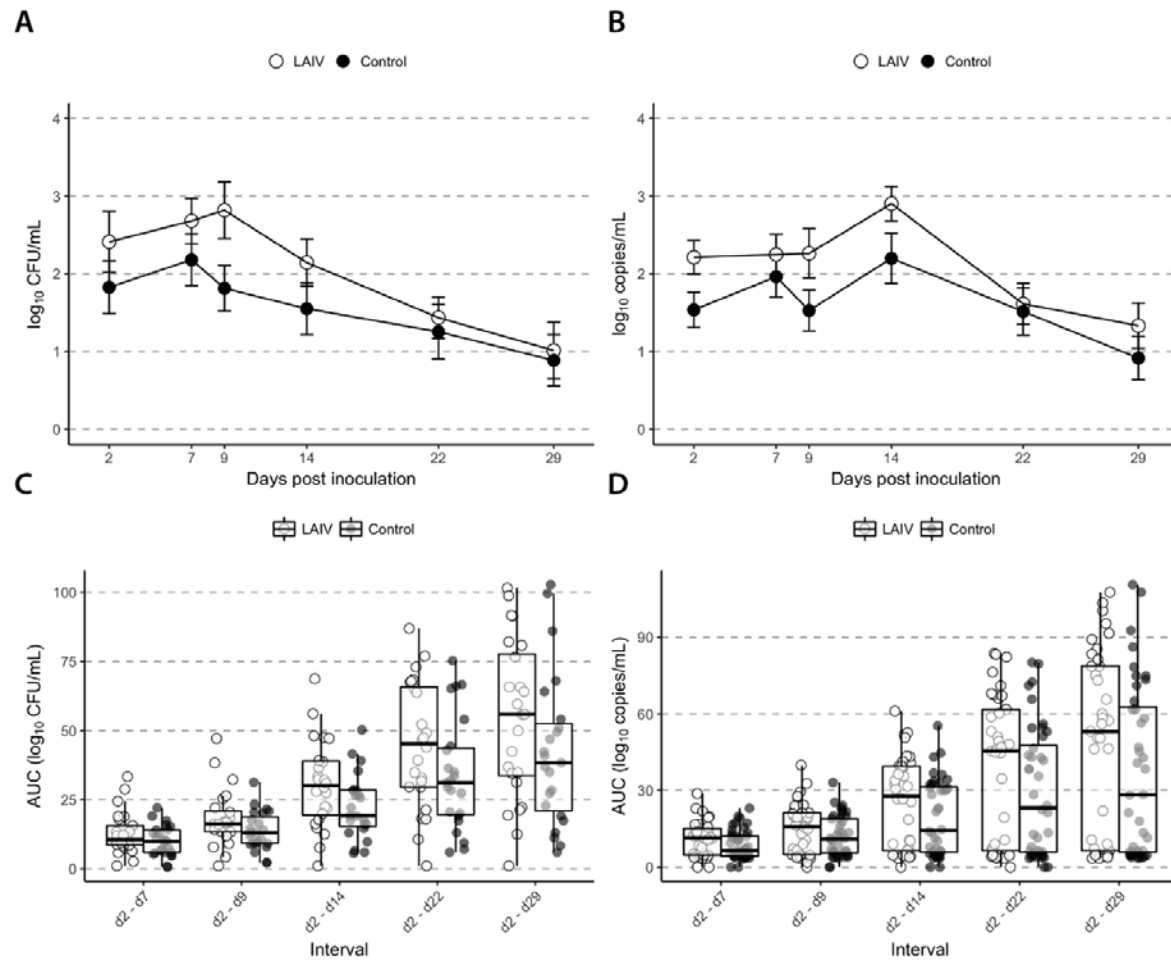 A
LAIV Control
4
3
2
1
0
log10 CFU/mL
2 7 9 14 22 29
Days post inoculation
B
LAIV Control
4
3
2
1
0
log10 copies/mL
2 7 9 14 22 29
Days post inoculation
C
LAIV Control
100
75
50
25
0
AUC (log10 CFU/mL)
d2 - d7 d2 - d9 d2 - d14 d2 - d22 d2 - d29
Interval
D
LAIV Control
90
60
30
0
AUC (log10 copies/mL)
d2 - d7 d2 - d9 d2 - d14 d2 - d22 d2 - d29
Interval